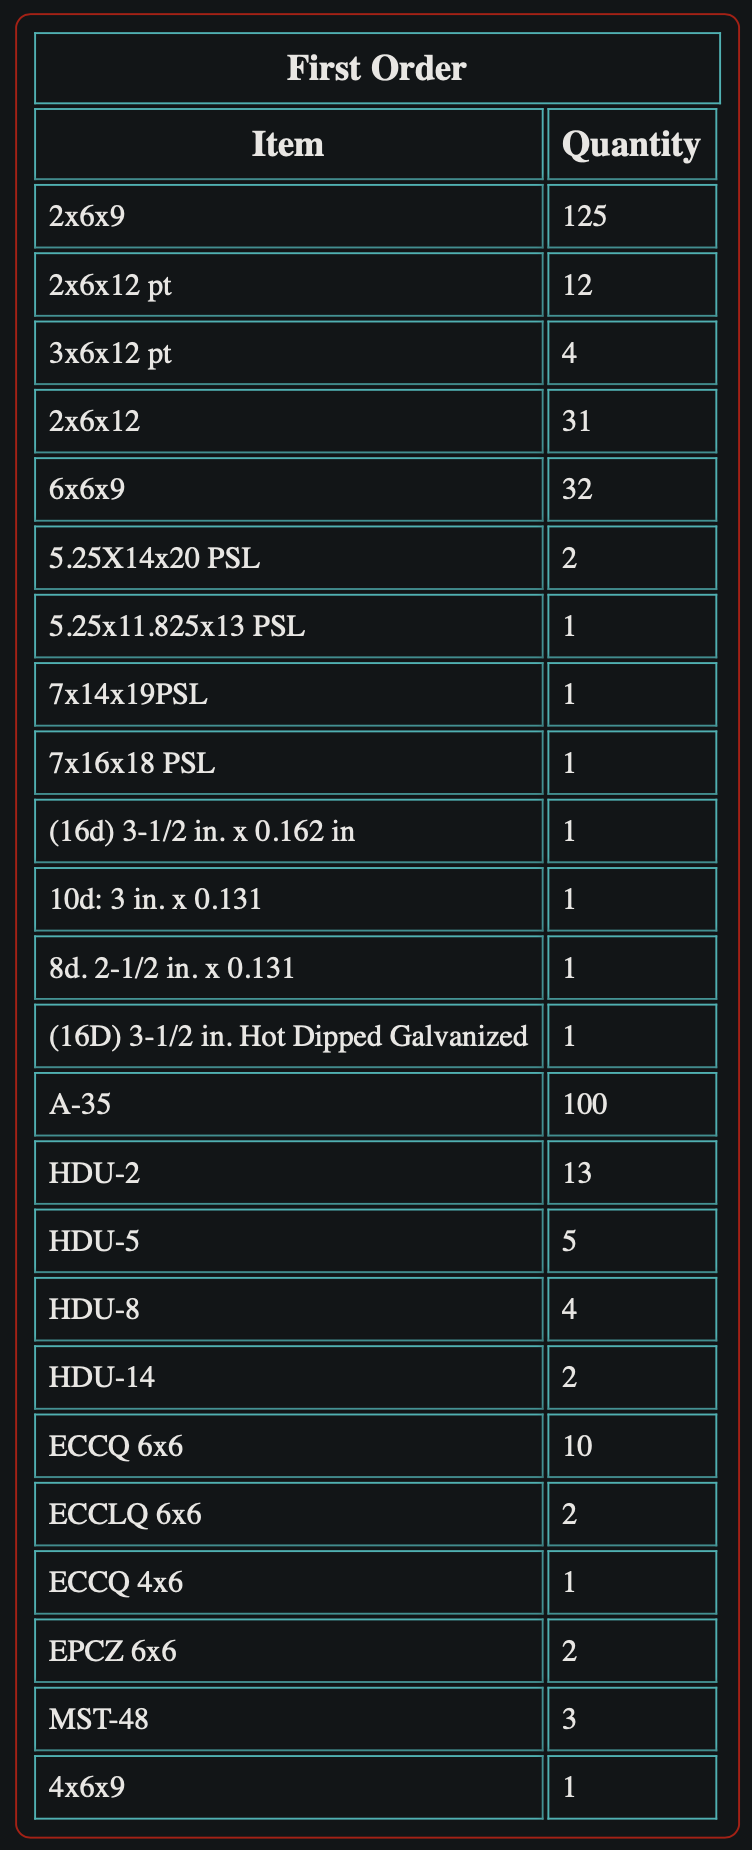 First Order
Item Quantity
2x6x9 125
2x6x12 pt 12
3x6x12 pt 4
2x6x12 31
6x6x9 32
5.25X14x20 PSL 2
5.25x11.825x13 PSL 1
7x14x19PSL 1
7x16x18 PSL 1
(16d) 3-1/2 in. x 0.162 in 1
10d: 3 in. x 0.131 1
8d. 2-1/2 in. x 0.131 1
(16D) 3-1/2 in. Hot Dipped Galvanized 1
A-35 100
HDU-2 13
HDU-5 5
HDU-8 4
HDU-14 2
ECCQ 6x6 10
ECCLQ 6x6 2
ECCQ 4x6 1
EPCZ 6x6 2
MST-48 3
4x6x9 1